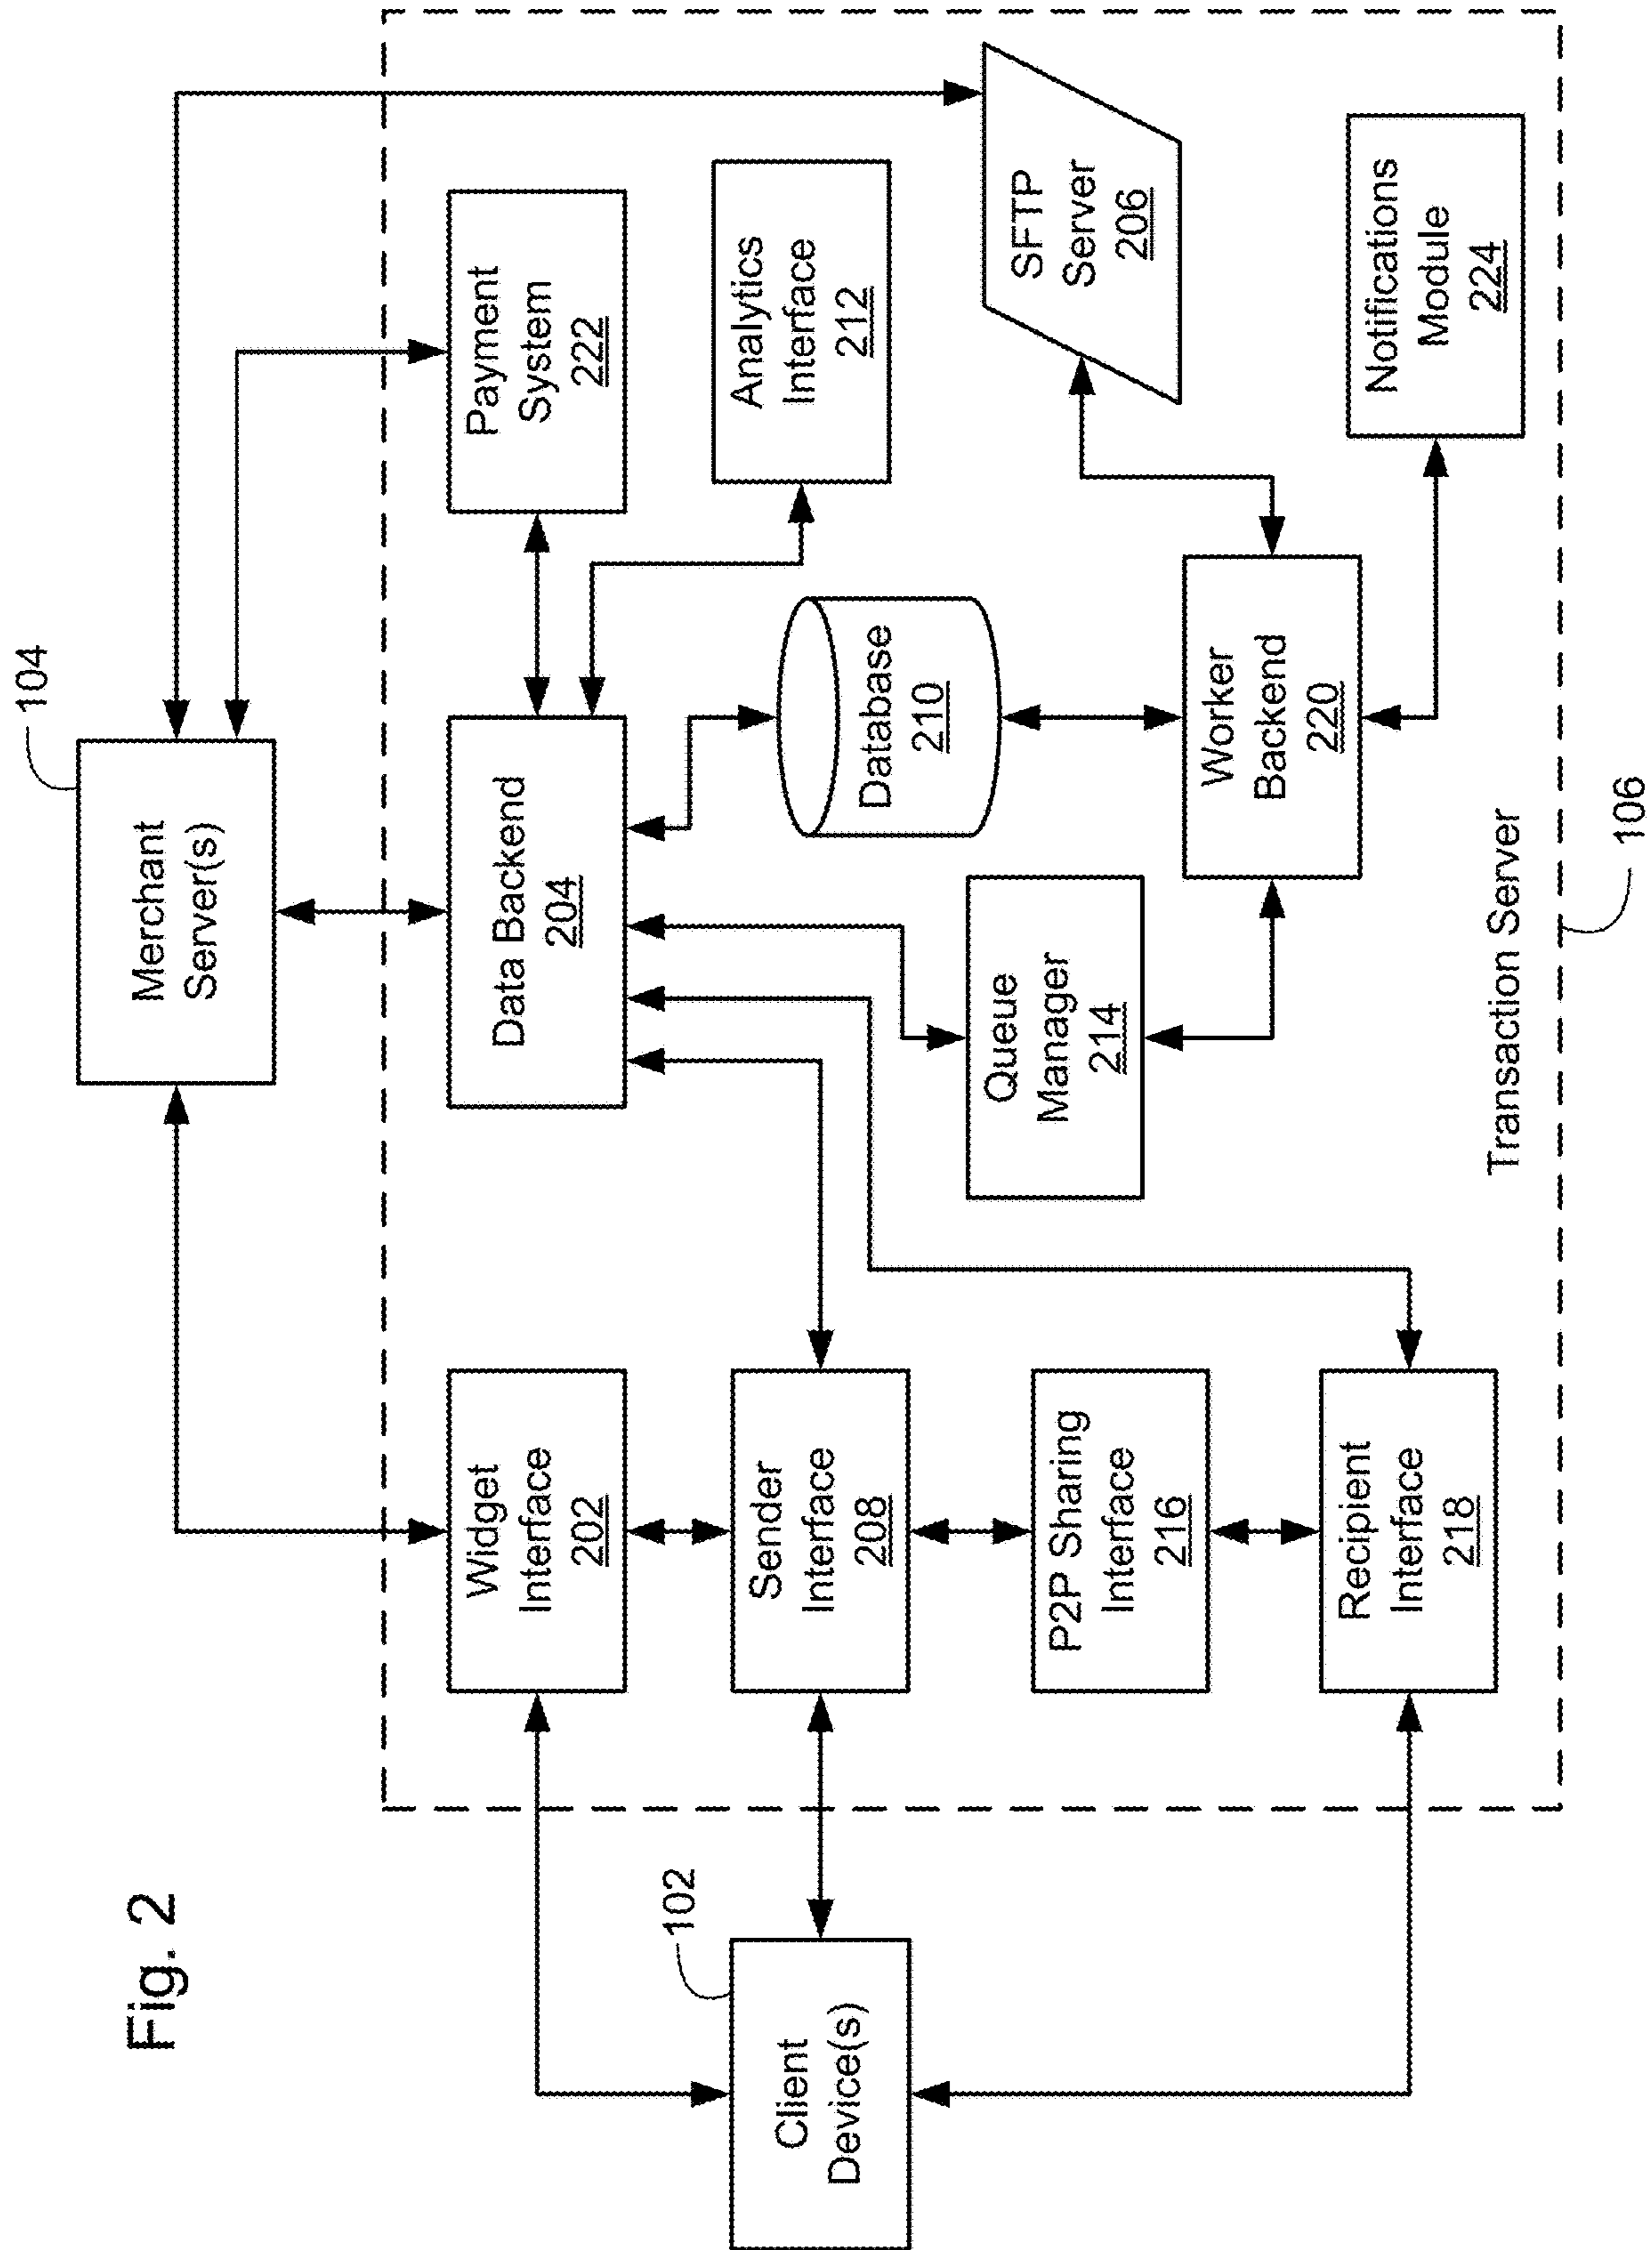 Fig. 2
104
Merchant
Server(s)
Widget
Interface
202
Data Backend
204
Payment
System
222
102
Client
Device(s)
Sender
Interface
208
Database
210
Analytics
Interface
212
P2P Sharing
Interface
216
Queue
Manager
214
SFTP
Server
206
Recipient
Interface
218
Worker
Backend
220
Notifications
Module
224
Transaction Server
106